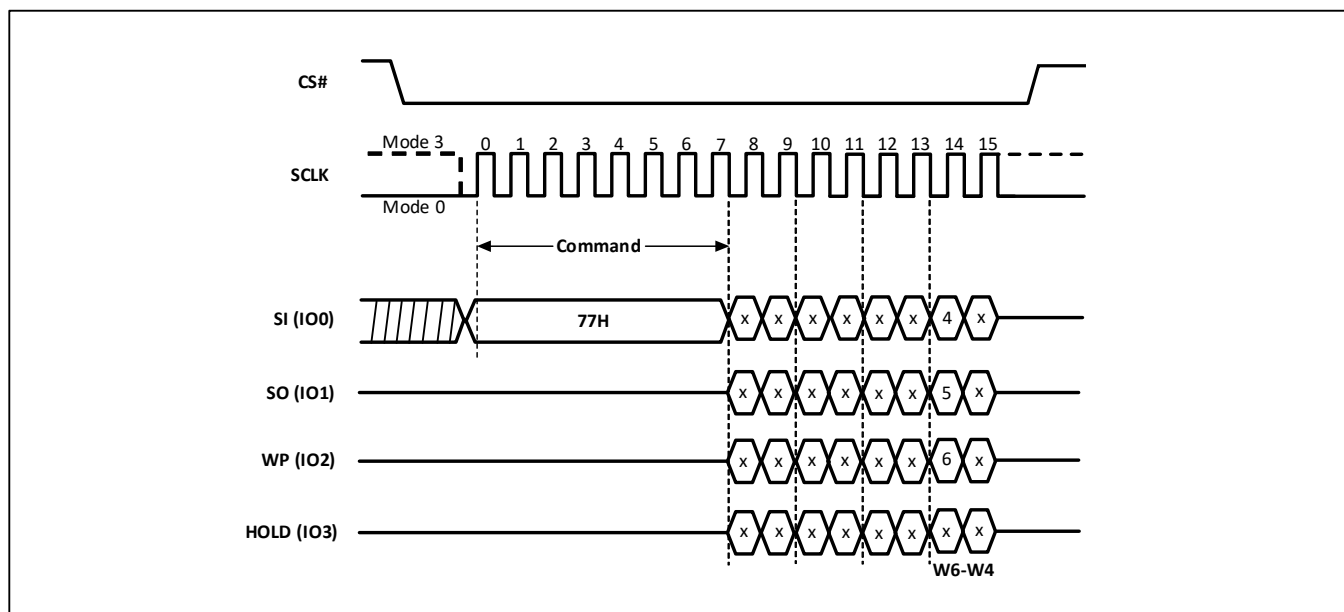 CS#
Mode 3
0 1 2 3 4 5 6 7 8 9 10 11 12 13 14 15
SCLK
Mode 0
Command
SI (IO0) 77H x x x x x x 4 x
SO (IO1) x x x x x x 5 x
WP (IO2) x x x x x x 6 x
HOLD (IO3) x x x x x x x x
W6-W4